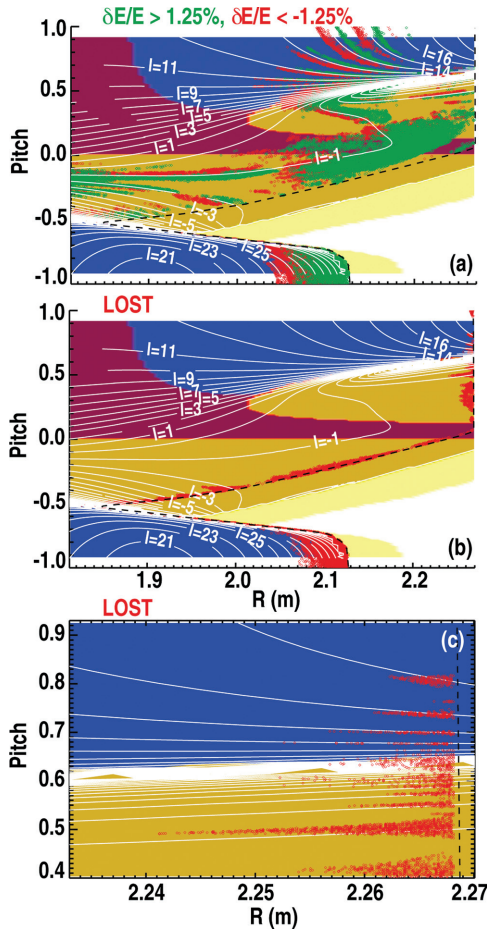 δE/E > 1.25%, δE/E < -1.25%
1.0
0.5
0.0
-0.5
-1.0
Pitch
l=11
l=9
l=7
l=5
l=3
l=1
l=-1
l=16
l=14
l=-3
l=-5
l=21
l=23
l=25
(a)
LOST
1.0
0.5
0.0
-0.5
-1.0
Pitch
l=11
l=9
l=7
l=5
l=3
l=1
l=-1
l=16
l=14
l=-3
l=-5
l=21
l=23
l=25
(b)
1.9 2.0 2.1 2.2
R (m)
LOST
0.9
0.8
0.7
0.6
0.5
0.4
Pitch
(c)
2.24 2.25 2.26 2.27
R (m)